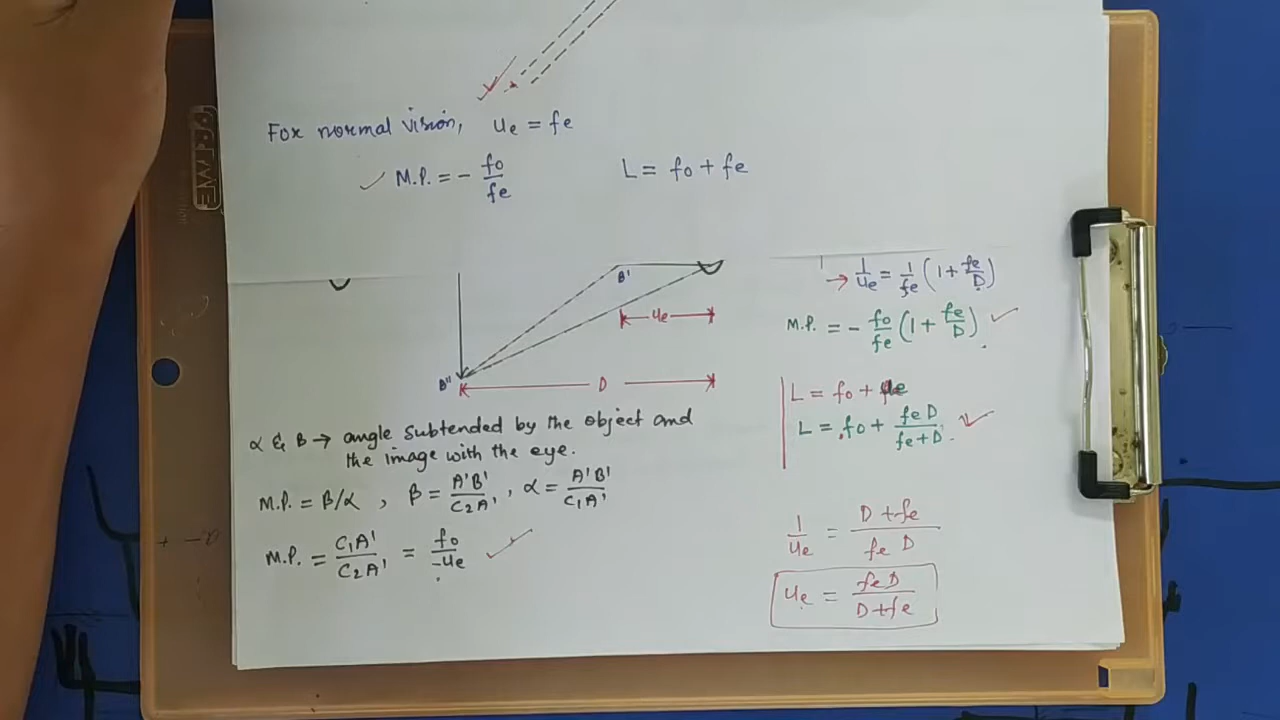 For normal vision, ue = fe
M.P. = - fo/fe
L = fo + fe
B'
ue
B"
D
1/ue = 1/fe (1 + fe/D)
M.P. = - fo/fe (1 + fe/D)
L = fo + ue
L = fo + feD/fe+D
α & β → angle subtended by the object and
the image with the eye.
M.P. = β/α , β = A'B'/C2A' , α = A'B'/C1A'
M.P. = C1A'/C2A' = fo/-ue
1/ue = D + fe/fe D
ue = feD/D+fe